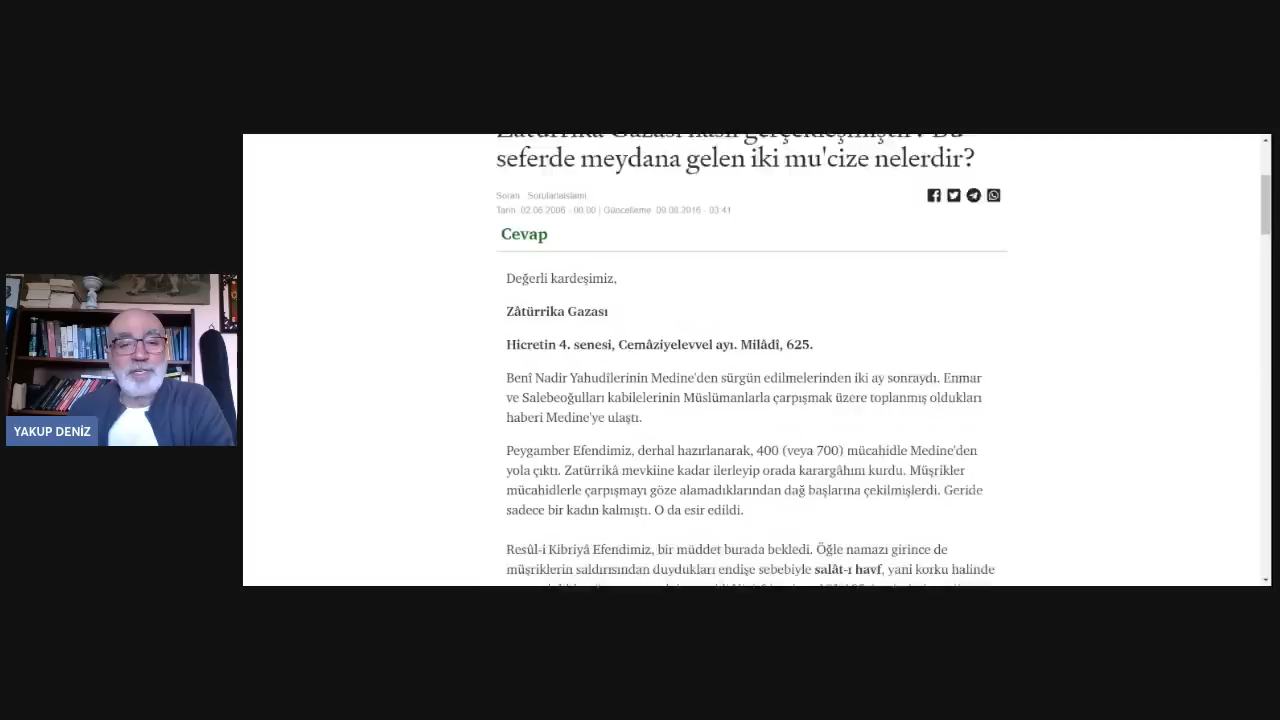 seferde meydana gelen iki mu'cize nelerdir?
Soran Sorularlaislami
Tarih 02.06.2006 - 00:00 | Güncelleme 09.08.2016 - 03:41
Cevap
Değerli kardeşimiz,
Zâtürrika Gazası
Hicretin 4. senesi, Cemâziyelevvel ayı. Milâdî, 625.
Benî Nadir Yahudîlerinin Medine'den sürgün edilmelerinden iki ay sonraydı. Enmar
ve Salebeoğulları kabilelerinin Müslümanlarla çarpışmak üzere toplanmış oldukları
haberi Medine'ye ulaştı.
Peygamber Efendimiz, derhal hazırlanarak, 400 (veya 700) mücahidle Medine'den
yola çıktı. Zatürrikâ mevkiine kadar ilerleyip orada karargâhını kurdu. Müşrikler
mücahidlerle çarpışmayı göze alamadıklarından dağ başlarına çekilmişlerdi. Geride
sadece bir kadın kalmıştı. O da esir edildi.
Resûl-i Kibriyâ Efendimiz, bir müddet burada bekledi. Öğle namazı girince de
müşriklerin saldırısından duydukları endişe sebebiyle salât-ı havf, yani korku halinde
YAKUP DENİZ